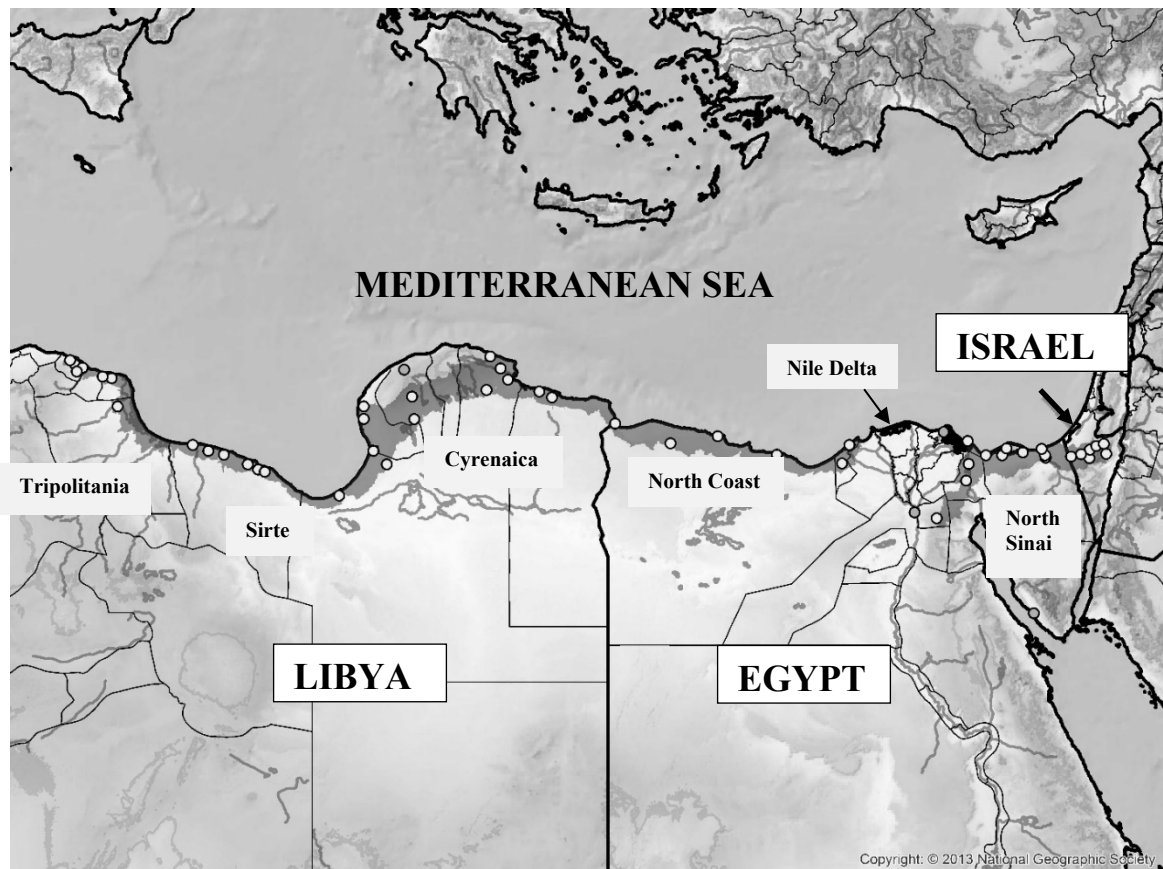 MEDITERRANEAN SEA
ISRAEL
Nile Delta
Cyrenaica
North Coast
Tripolitania
Sirte
North
Sinai
LIBYA
EGYPT
Copyright: © 2013 National Geographic Society